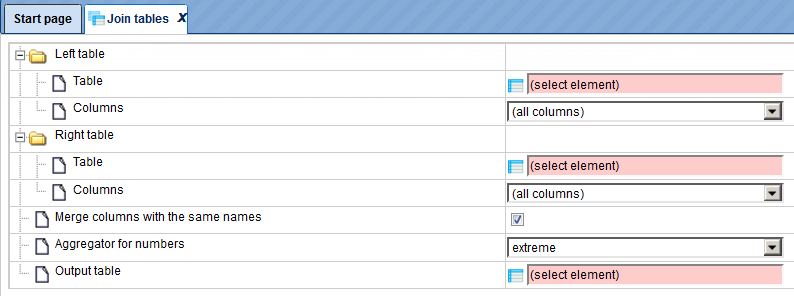 Start page Join tables X
Left table
Table (select element)
Columns (all columns)
Right table
Table (select element)
Columns (all columns)
Merge columns with the same names
Aggregator for numbers extreme
Output table (select element)